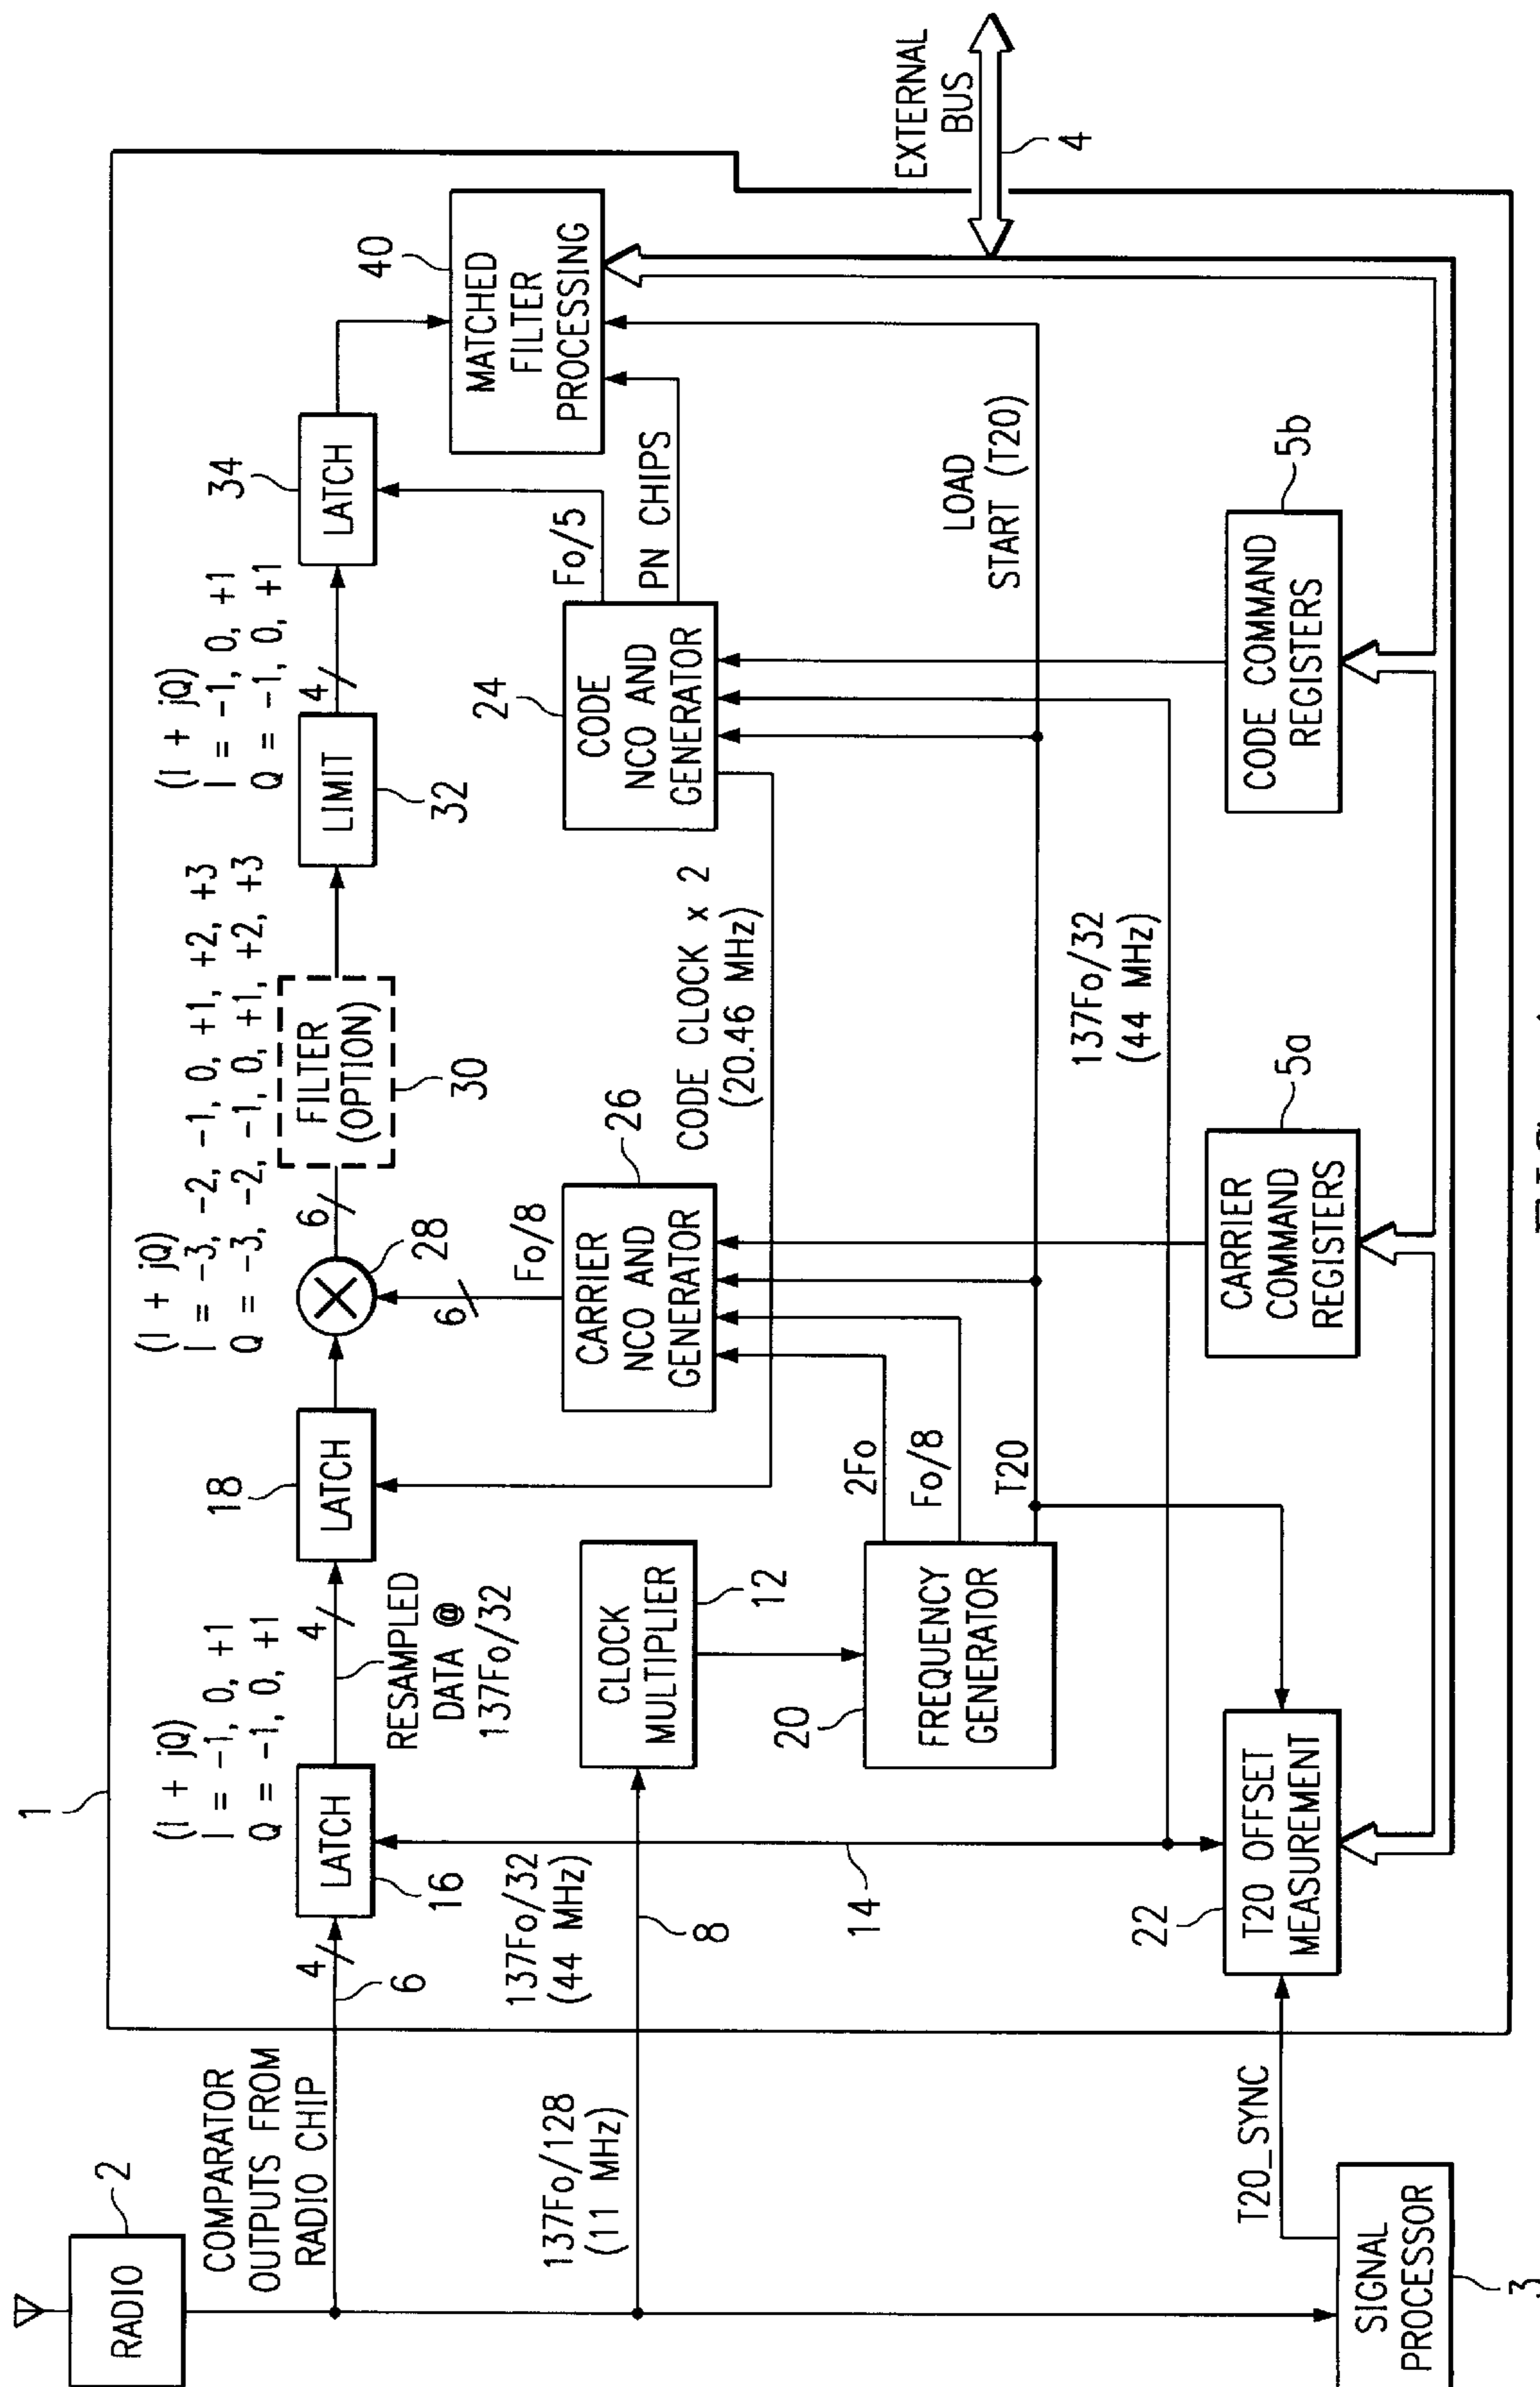 RADIO
2
COMPARATOR
OUTPUTS FROM
RADIO CHIP
137Fo/128
(11 MHz)
T20_SYNC
SIGNAL
PROCESSOR
3
1
4
6
LATCH
16
(I + jQ)
I = -1, 0, +1
Q = -1, 0, +1
4
RESAMPLED
DATA @
137Fo/32
LATCH
18
(I + jQ)
I = -3, -2, -1, 0, +1, +2, +3
Q = -3, -2, -1, 0, +1, +2, +3
28
6
FILTER
(OPTION)
30
LIMIT
32
(I + jQ)
I = -1, 0, +1
Q = -1, 0, +1
4
LATCH
34
MATCHED
FILTER
PROCESSING
40
137Fo/32
(44 MHz)
8
14
CLOCK
MULTIPLIER
12
FREQUENCY
GENERATOR
20
2Fo
Fo/8
T20
CARRIER
NCO AND
GENERATOR
26
6
Fo/8
CODE CLOCK x 2
(20.46 MHz)
CODE
NCO AND
GENERATOR
24
Fo/5
PN CHIPS
LOAD
START (T20)
137Fo/32
(44 MHz)
T20 OFFSET
MEASUREMENT
22
CARRIER
COMMAND
REGISTERS
5a
CODE COMMAND
REGISTERS
5b
EXTERNAL
BUS
4